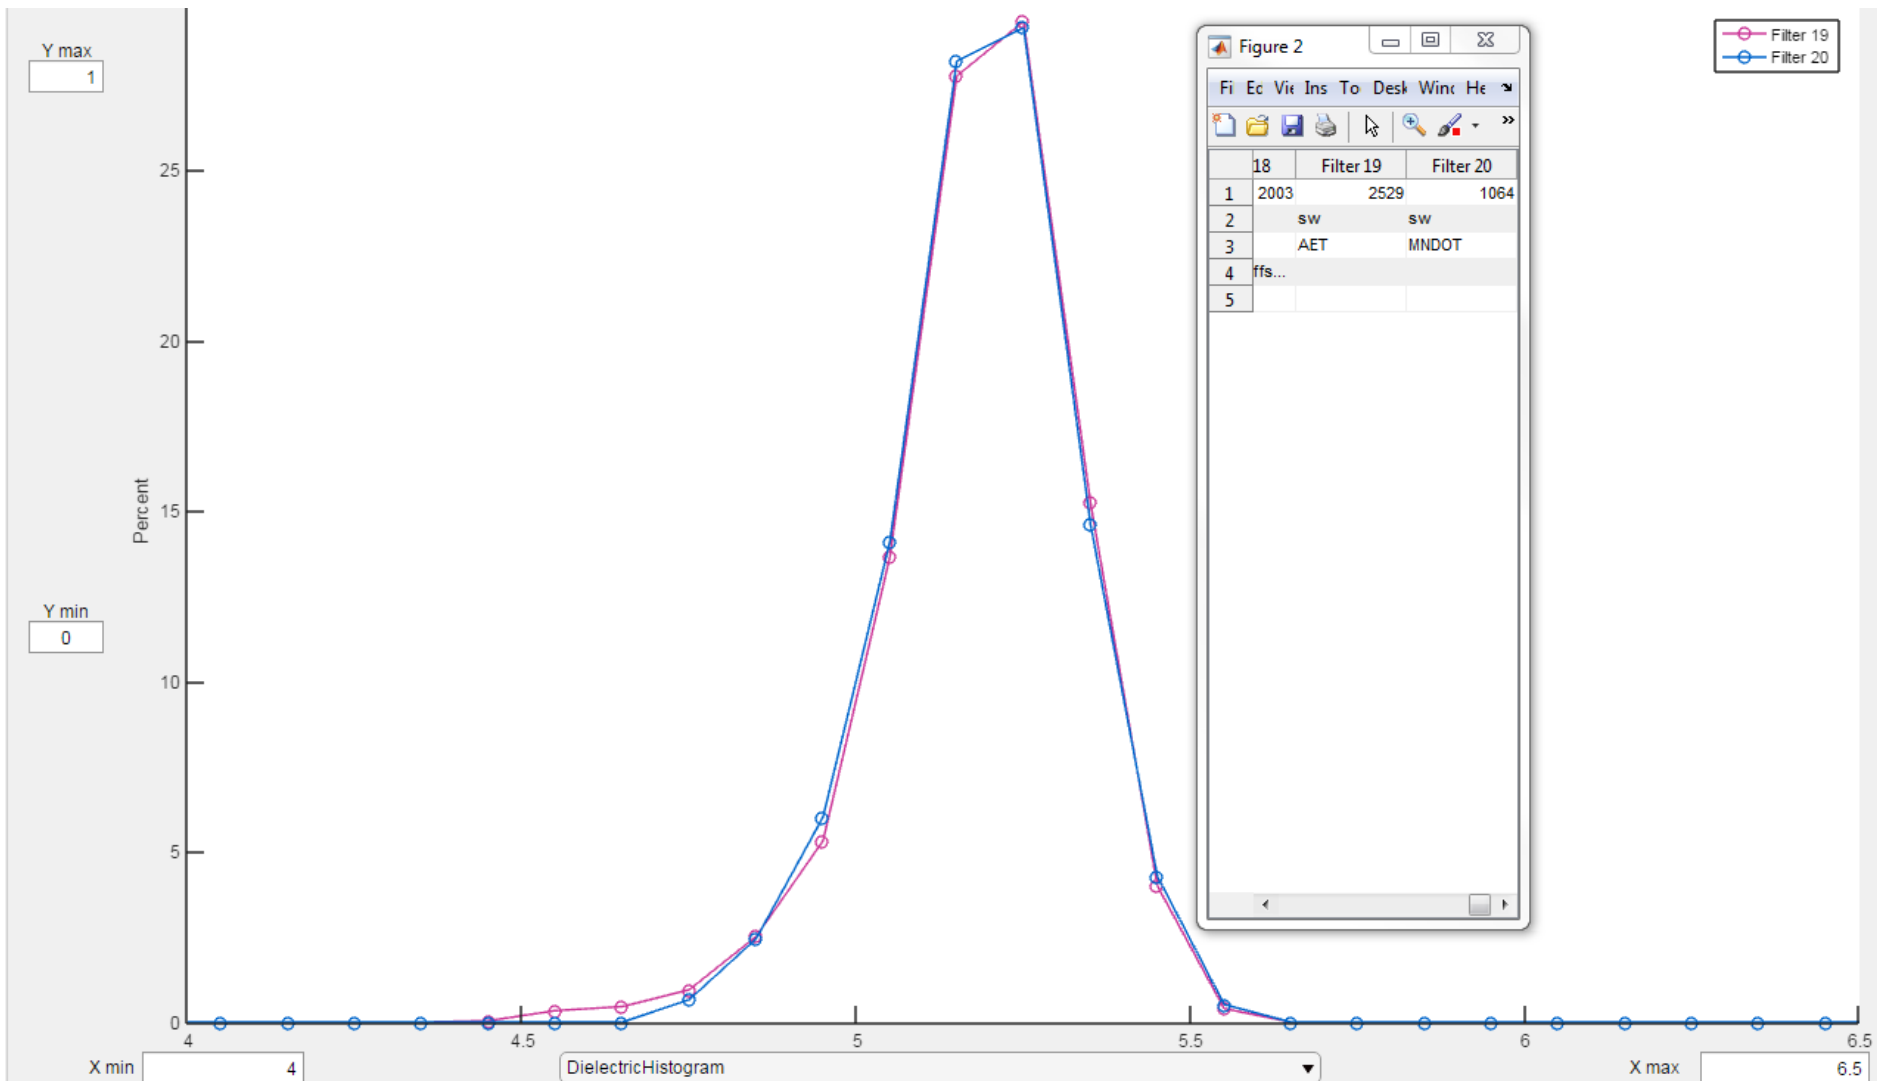 Y max
1
Y min
0
Percent
25
20
15
10
5
0
4
4.5
5
5.5
6
6.5
X min
4
DielectricHistogram
X max
6.5
Filter 19
Filter 20
Figure 2
Fi Ec Vie Ins To Desk Winc He
18 Filter 19 Filter 20
1 2003 2529 1064
2 sw sw
3 AET MNDOT
4 ffs...
5